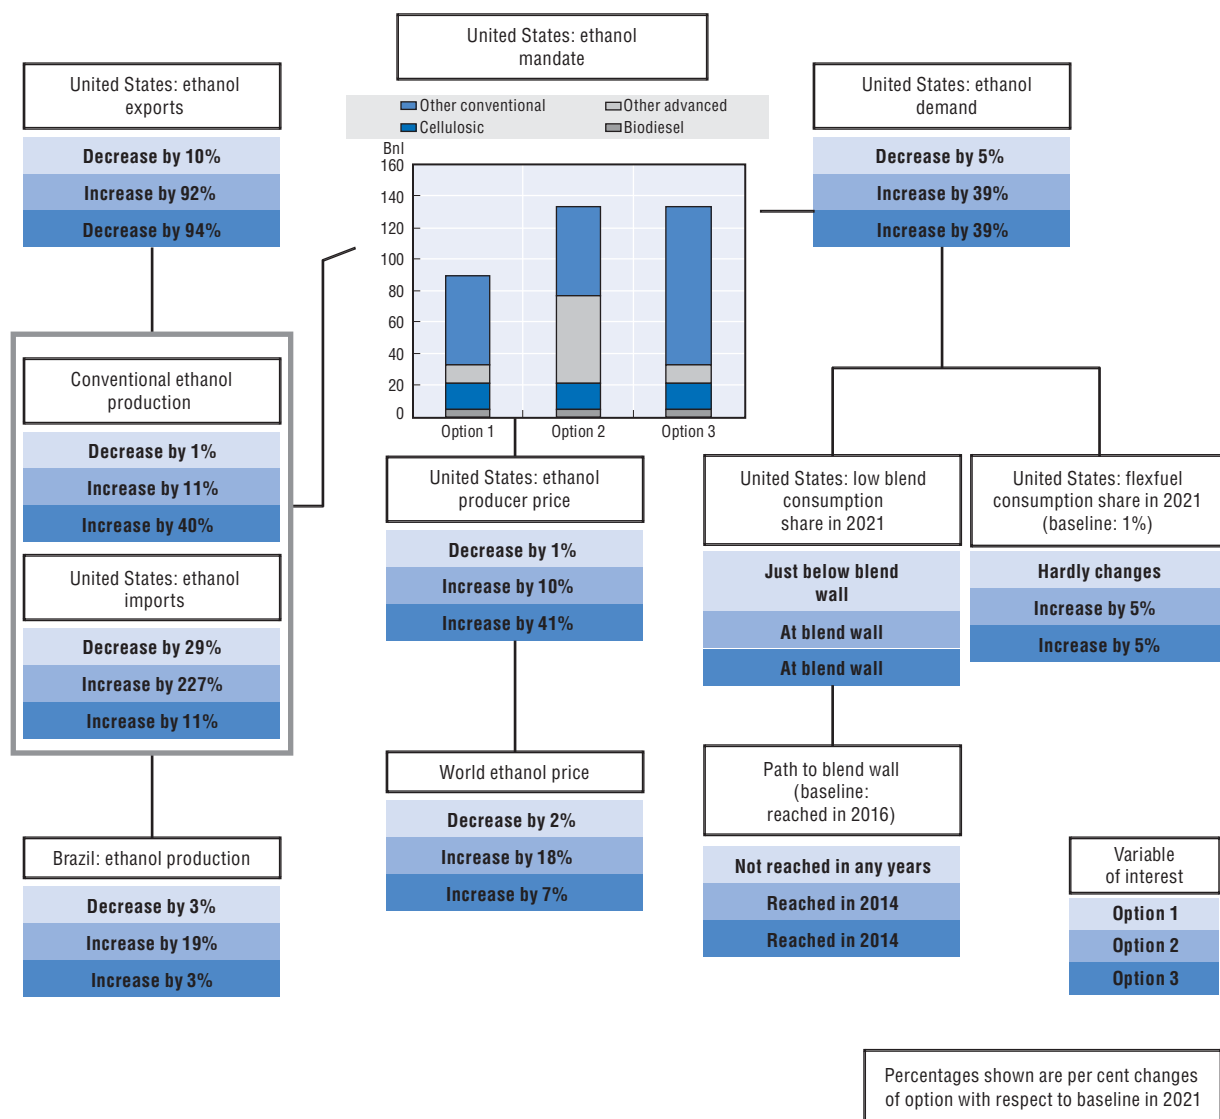 United States: ethanol
mandate
United States: ethanol
exports
Decrease by 10%
Increase by 92%
Decrease by 94%
Other conventional
Other advanced
Cellulosic
Biodiesel
Bnl
160
140
120
100
80
60
40
20
0
Option 1
Option 2
Option 3
United States: ethanol
demand
Decrease by 5%
Increase by 39%
Increase by 39%
Conventional ethanol
production
Decrease by 1%
Increase by 11%
Increase by 40%
United States: ethanol
imports
Decrease by 29%
Increase by 227%
Increase by 11%
United States: ethanol
producer price
Decrease by 1%
Increase by 10%
Increase by 41%
United States: low blend
consumption
share in 2021
Just below blend
wall
At blend wall
At blend wall
United States: flexfuel
consumption share in 2021
(baseline: 1%)
Hardly changes
Increase by 5%
Increase by 5%
Brazil: ethanol production
Decrease by 3%
Increase by 19%
Increase by 3%
World ethanol price
Decrease by 2%
Increase by 18%
Increase by 7%
Path to blend wall
(baseline:
reached in 2016)
Not reached in any years
Reached in 2014
Reached in 2014
Variable
of interest
Option 1
Option 2
Option 3
Percentages shown are per cent changes
of option with respect to baseline in 2021